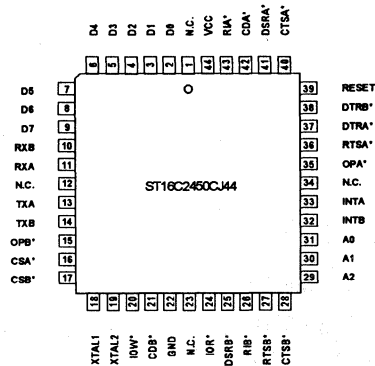 D4 D3 D2 D1 D0 N.C. VCC RIA* CDA* DSRA* CTSA*
6 5 4 3 2 1 44 43 42 41 40
D5 7
D6 8
D7 9
RXB 10
RXA 11
N.C. 12
TXA 13
TXB 14
OPB* 15
CSA* 16
CSB* 17
ST16C2450CJ44
39 RESET
38 DTRB*
37 DTRA*
36 RTSA*
35 OPA*
34 N.C.
33 INTA
32 INTB
31 A0
30 A1
29 A2
18 19 20 21 22 23 24 25 26 27 28
XTAL1 XTAL2 IOW* CDB* GND N.C. IOR* DSRB* RIB* RTSB* CTSB*